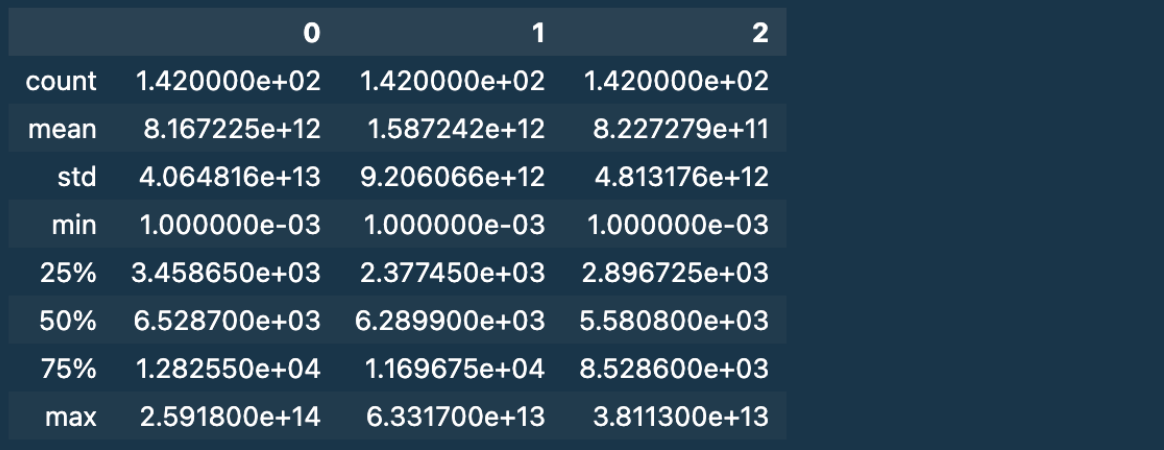 0 1 2
count 1.420000e+02 1.420000e+02 1.420000e+02
mean 8.167225e+12 1.587242e+12 8.227279e+11
std 4.064816e+13 9.206066e+12 4.813176e+12
min 1.000000e-03 1.000000e-03 1.000000e-03
25% 3.458650e+03 2.377450e+03 2.896725e+03
50% 6.528700e+03 6.289900e+03 5.580800e+03
75% 1.282550e+04 1.169675e+04 8.528600e+03
max 2.591800e+14 6.331700e+13 3.811300e+13